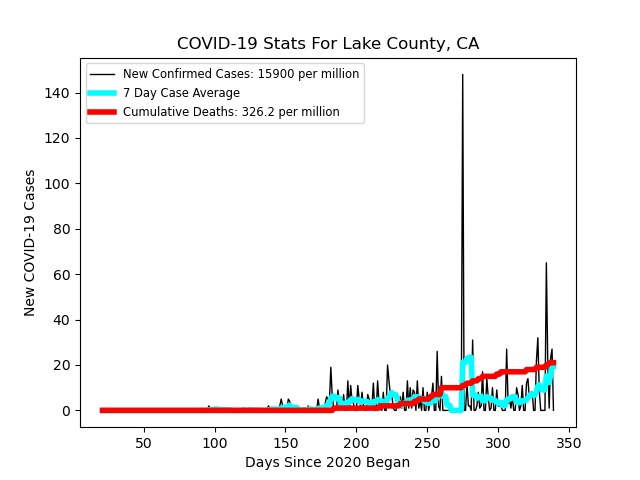 COVID-19 Stats For Lake County, CA
New Confirmed Cases: 15900 per million
7 Day Case Average
Cumulative Deaths: 326.2 per million
New COVID-19 Cases
140
120
100
80
60
40
20
0
50 100 150 200 250 300 350
Days Since 2020 Began